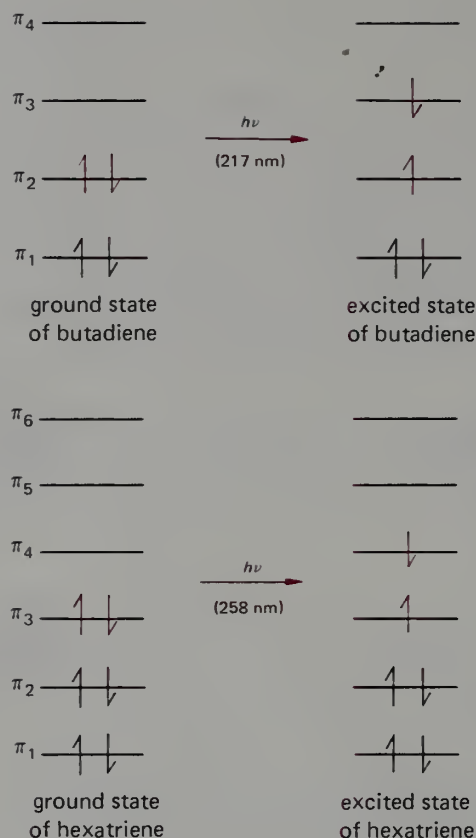 π4
π3
hν
(217 nm)
π2
π1
ground state
of butadiene
excited state
of butadiene
π6
π5
π4
hν
(258 nm)
π3
π2
π1
ground state
of hexatriene
excited state
of hexatriene